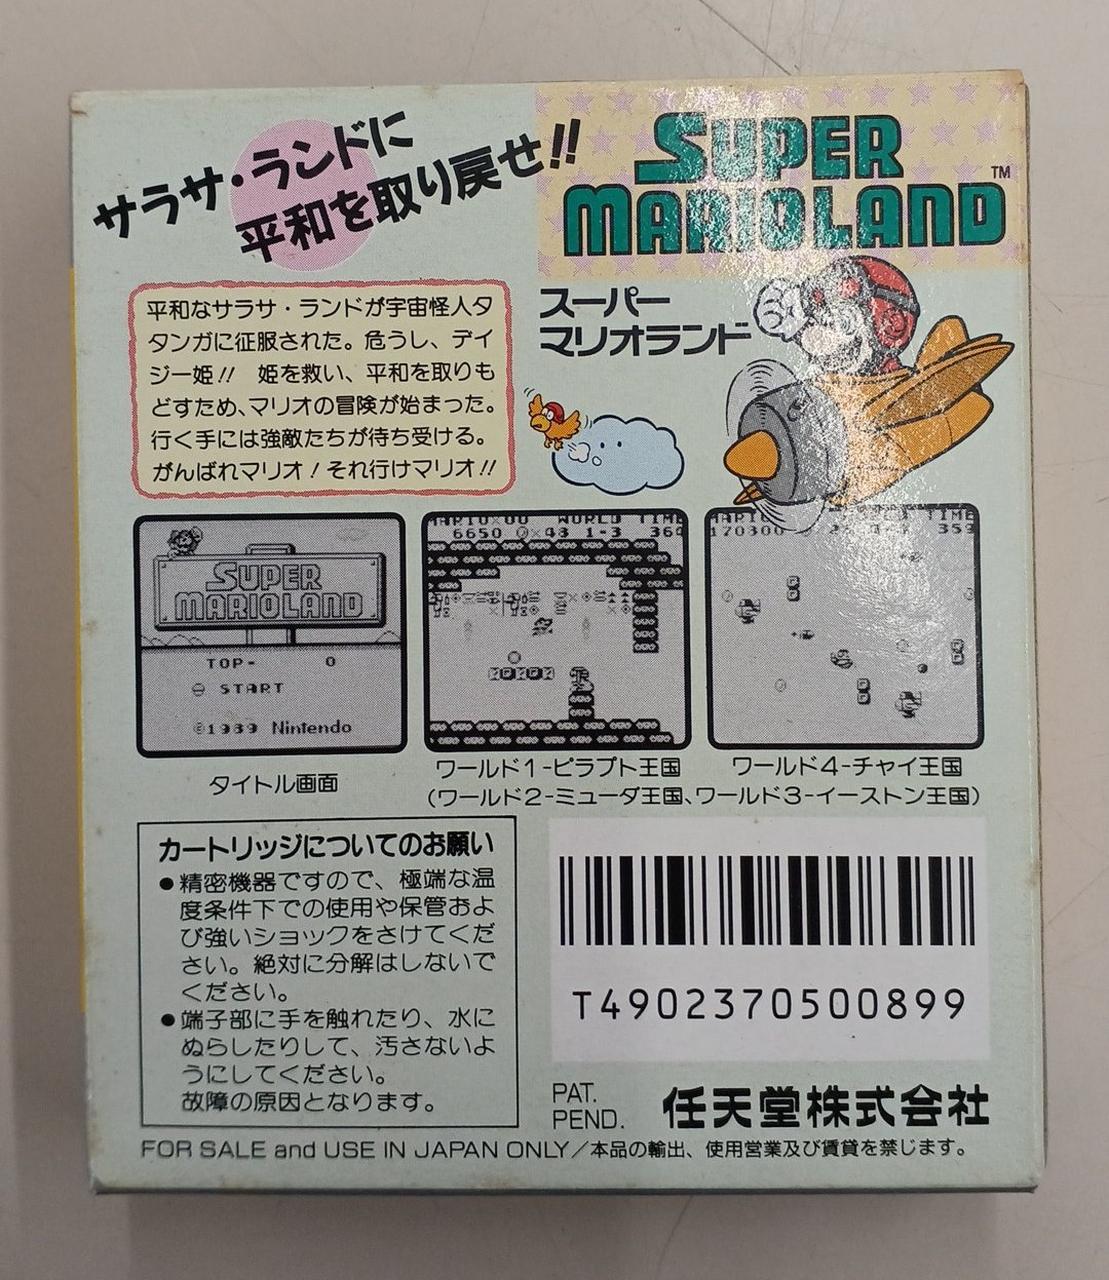 サラサ・ランドに
平和を取り戻せ!!
SUPER
MARIOLAND™
スーパー
マリオランド
平和なサラサ・ランドが宇宙怪人タ
タンガに征服された。危うし、デイ
ジー姫!! 姫を救い、平和を取りも
どすため、マリオの冒険が始まった。
行く手には強敵たちが待ち受ける。
がんばれマリオ!それ行けマリオ!!
SUPER
MARIOLAND
TOP- 0
START
©1989 Nintendo
MARIO×00 WORLD TIME
6650 ×43 1-3 364
170300
359
タイトル画面
ワールド1-ピラプト王国
ワールド4-チャイ王国
(ワールド2-ミューダ王国、ワールド3-イーストン王国)
カートリッジについてのお願い
●精密機器ですので、極端な温
度条件下での使用や保管およ
び強いショックをさけてくだ
さい。絶対に分解はしないで
ください。
●端子部に手を触れたり、水に
ぬらしたりして、汚さないよ
うにしてください。
故障の原因となります。
T4902370500899
PAT.
PEND.
任天堂株式会社
FOR SALE and USE IN JAPAN ONLY/本品の輸出、使用営業及び賃貸を禁じます。